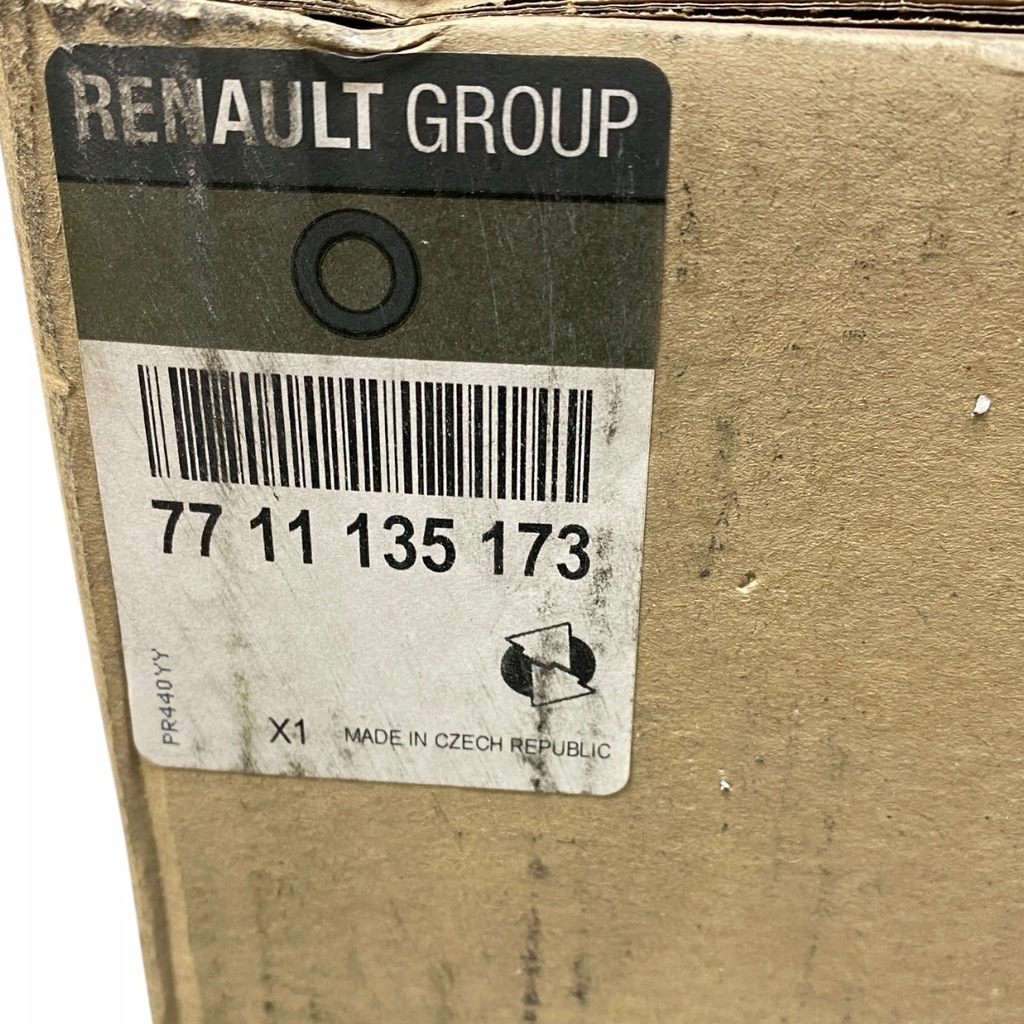 RENAULT GROUP
77 11 135 173
PR440YY
X1 MADE IN CZECH REPUBLIC